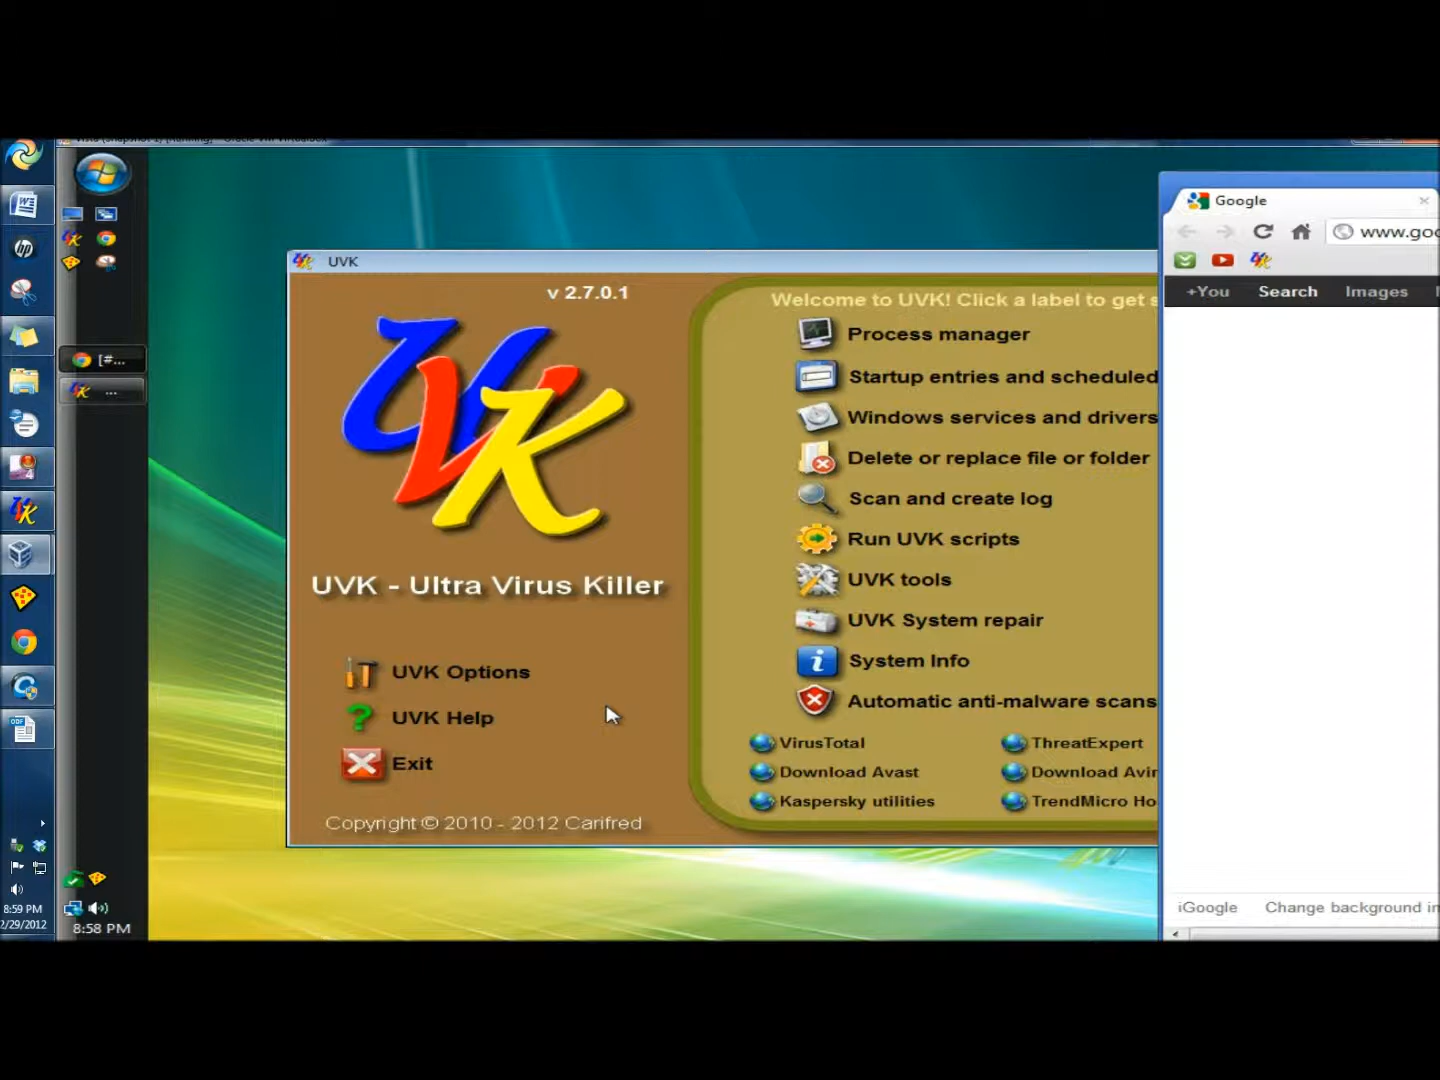 Google
www.goo
UVK
+You Search Images
v 2.7.0.1
Welcome to UVK! Click a label to get s
Process manager
Startup entries and scheduled
Windows services and drivers
Delete or replace file or folder
Scan and create log
Run UVK scripts
UVK tools
UVK System repair
System Info
Automatic anti-malware scans
VirusTotal
ThreatExpert
Download Avast
Download Avir
Kaspersky utilities
TrendMicro Ho
UVK
UVK - Ultra Virus Killer
UVK Options
UVK Help
Exit
Copyright © 2010 - 2012 Carifred
[#...
...
iGoogle Change background in
8:59 PM
2/29/2012
8:58 PM